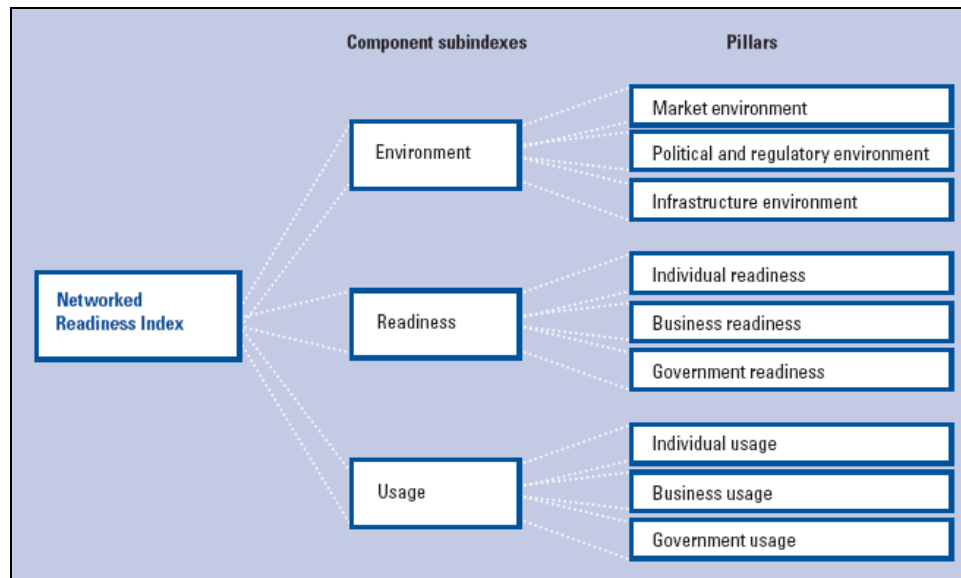 Component subindexes
Pillars
Networked
Readiness Index
Environment
Market environment
Political and regulatory environment
Infrastructure environment
Readiness
Individual readiness
Business readiness
Government readiness
Usage
Individual usage
Business usage
Government usage